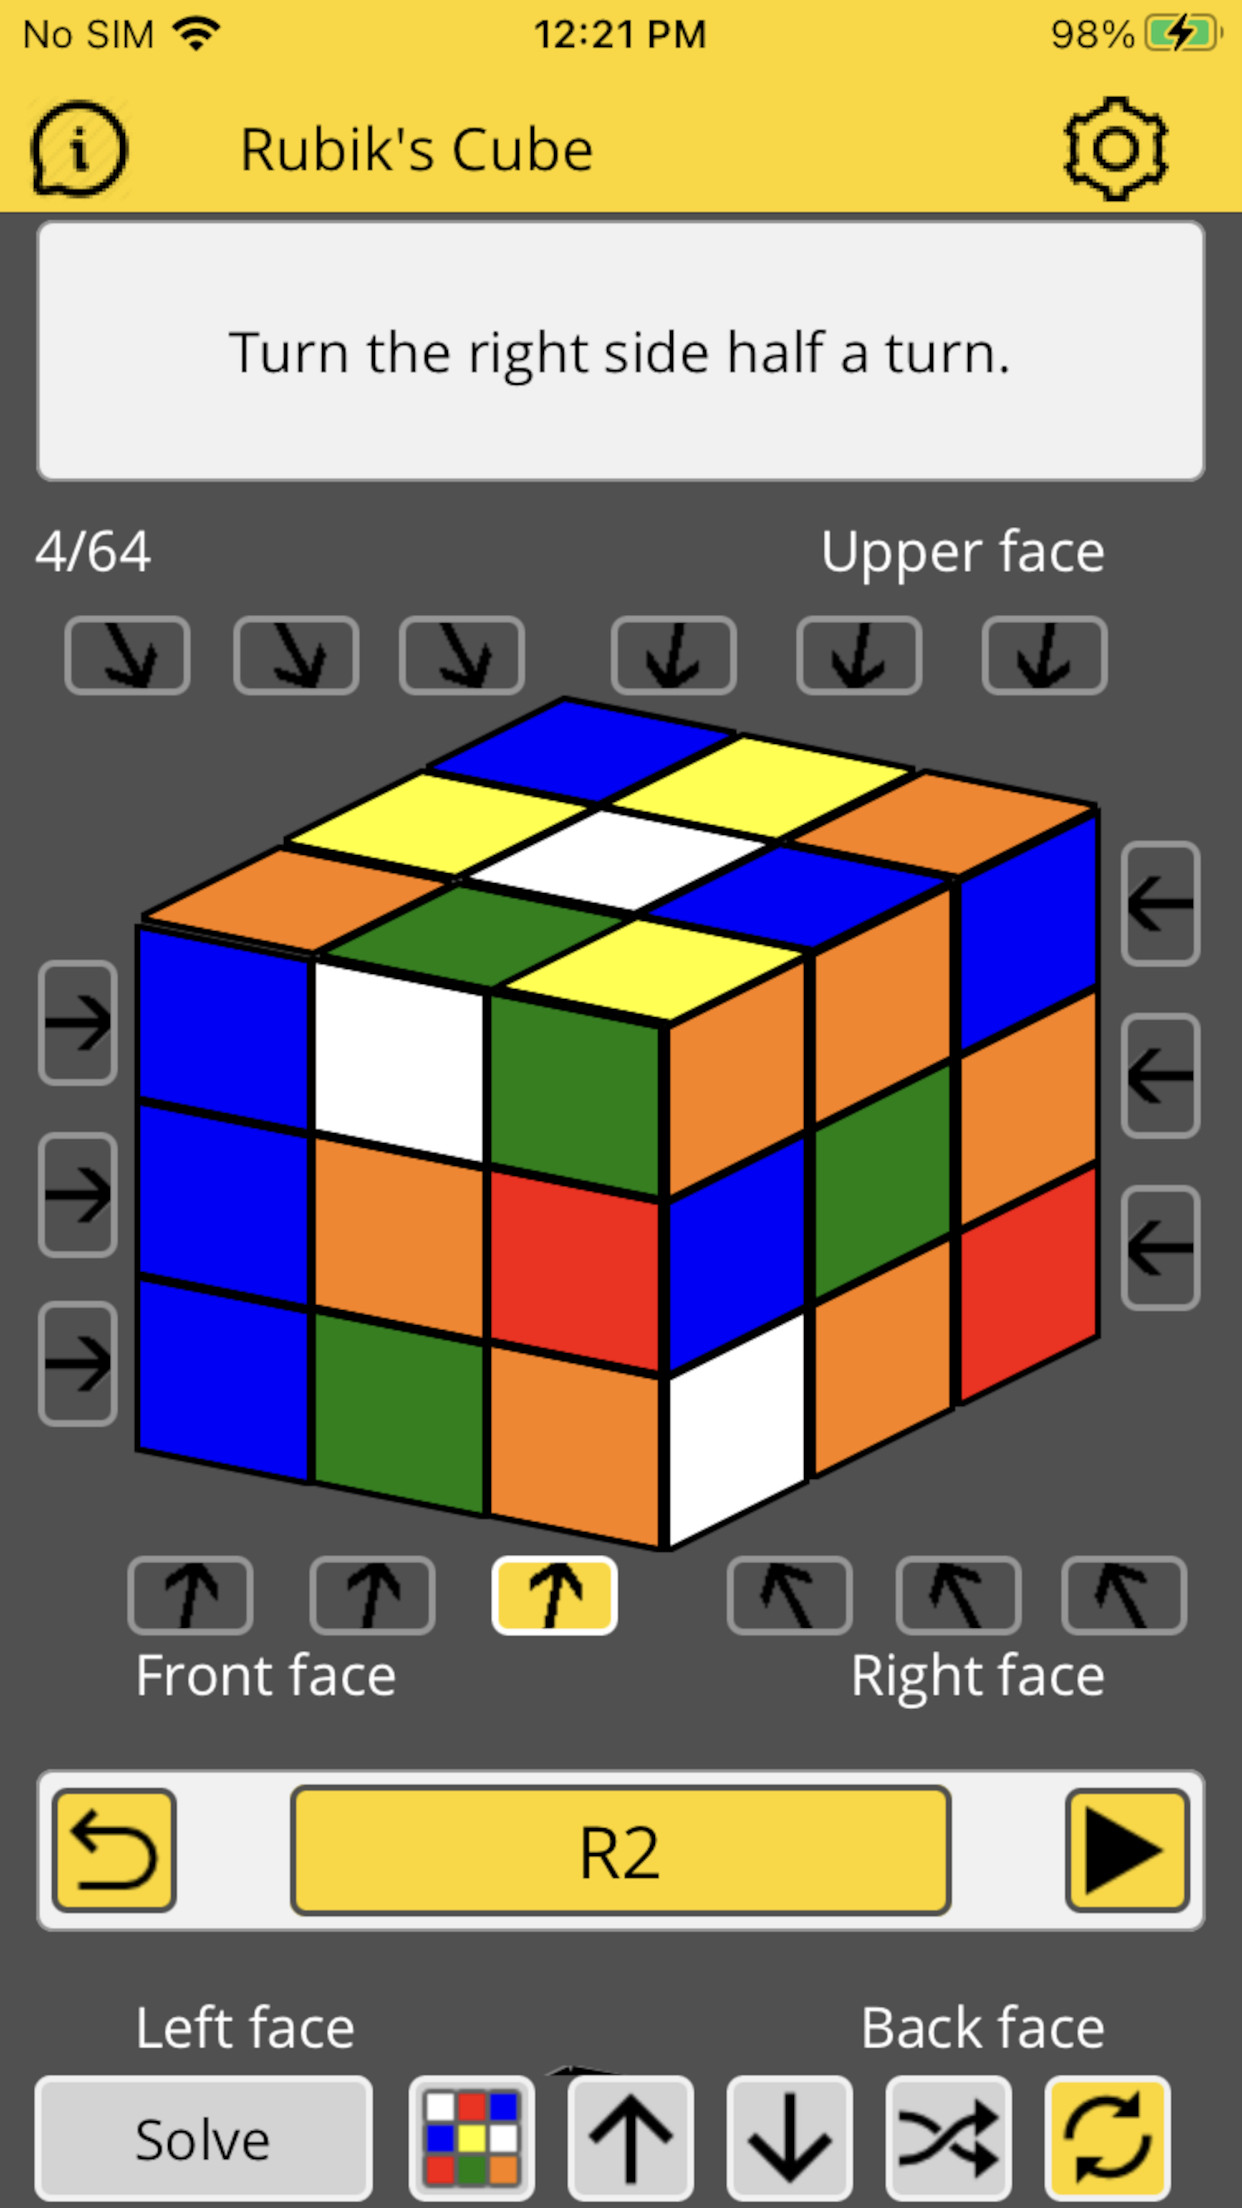 No SIM 12:21 PM 98%
Rubik's Cube
Turn the right side half a turn.
4/64 Upper face
Front face Right face
R2
Left face Back face
Solve